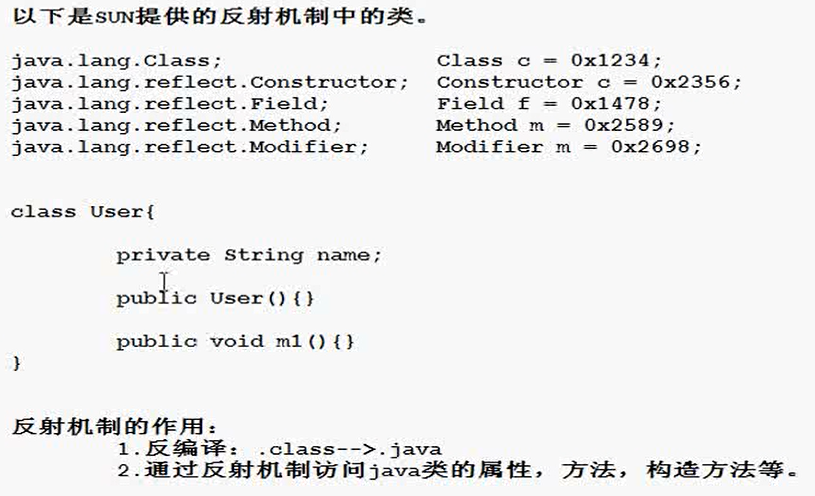 以下是SUN提供的反射机制中的类。
java.lang.Class; Class c = 0x1234;
java.lang.reflect.Constructor; Constructor c = 0x2356;
java.lang.reflect.Field; Field f = 0x1478;
java.lang.reflect.Method; Method m = 0x2589;
java.lang.reflect.Modifier; Modifier m = 0x2698;
class User{
private String name;
public User(){}
public void m1(){}
}
反射机制的作用：
1.反编译：.class-->.java
2.通过反射机制访问java类的属性，方法，构造方法等。